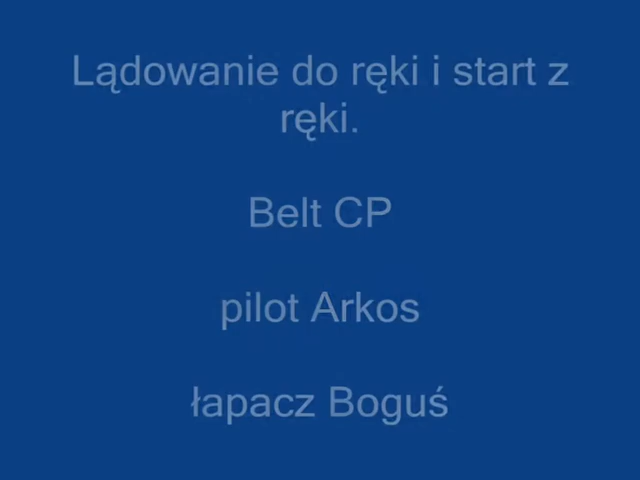 Lądowanie do ręki i start z
ręki.
Belt CP
pilot Arkos
łapacz Boguś